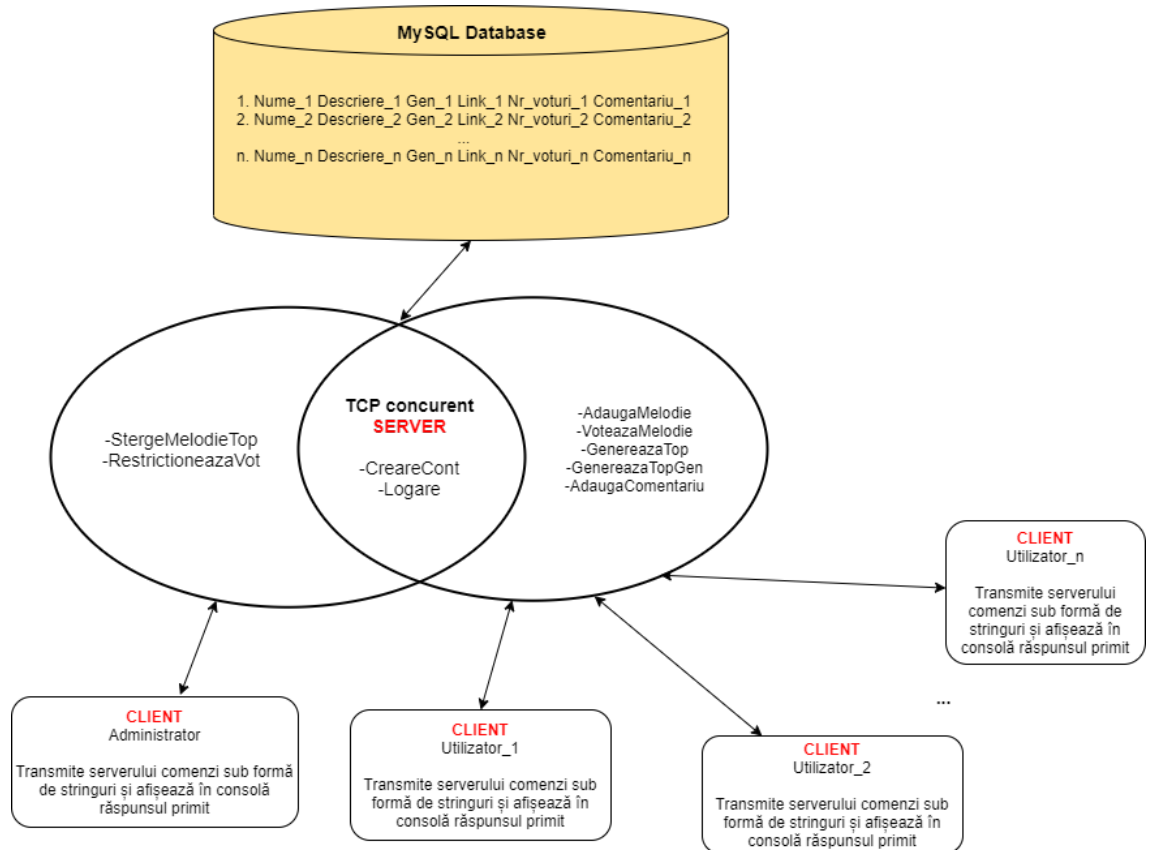 MySQL Database
1. Nume_1 Descriere_1 Gen_1 Link_1 Nr_voturi_1 Comentariu_1
2. Nume_2 Descriere_2 Gen_2 Link_2 Nr_voturi_2 Comentariu_2
...
n. Nume_n Descriere_n Gen_n Link_n Nr_voturi_n Comentariu_n
-StergeMelodieTop
-RestrictioneazaVot
TCP concurent
SERVER
-CreareCont
-Logare
-AdaugaMelodie
-VoteazaMelodie
-GenereazaTop
-GenereazaTopGen
-AdaugaComentariu
CLIENT
Utilizator_n
Transmite serverului
comenzi sub formă de
stringuri și afișează în
consolă răspunsul primit
...
CLIENT
Administrator
Transmite serverului comenzi sub formă
de stringuri și afișează în consolă
răspunsul primit
CLIENT
Utilizator_1
Transmite serverului comenzi sub
formă de stringuri și afișează în
consolă răspunsul primit
CLIENT
Utilizator_2
Transmite serverului comenzi sub
formă de stringuri și afișează în
consolă răspunsul primit